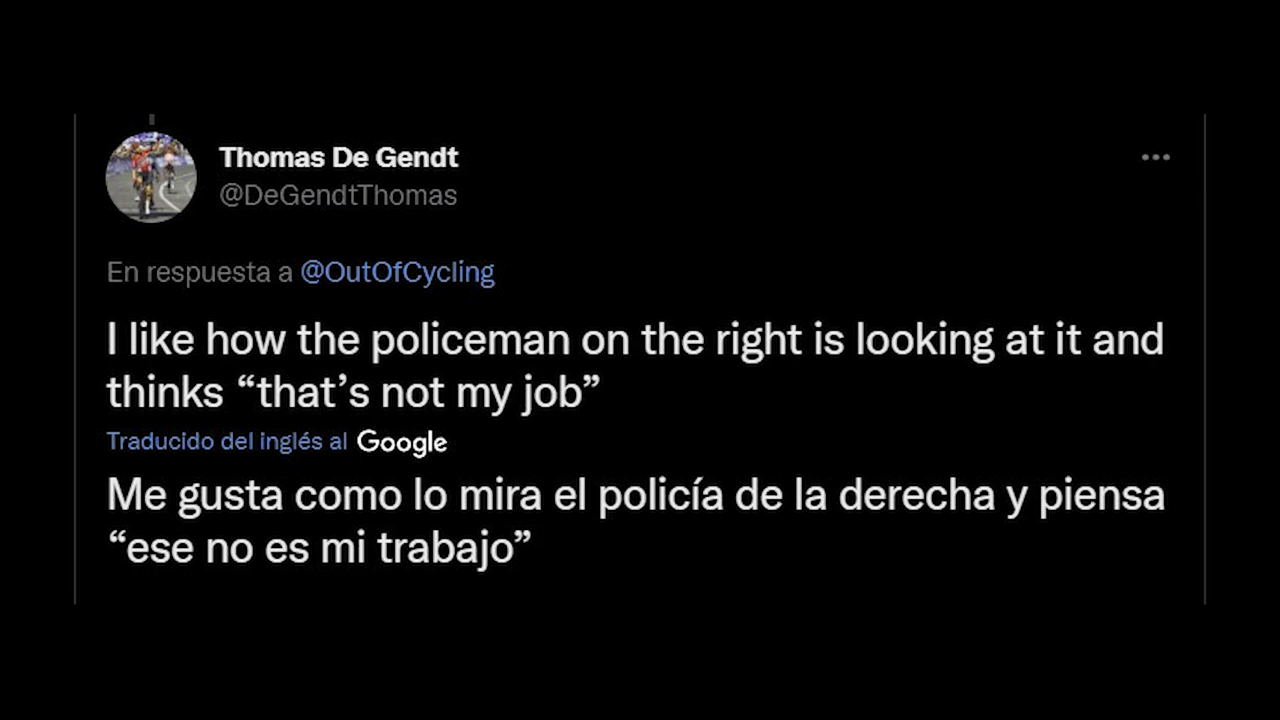 Thomas De Gendt
@DeGendtThomas
En respuesta a @OutOfCycling
I like how the policeman on the right is looking at it and
thinks “that’s not my job”
Traducido del inglés al Google
Me gusta como lo mira el policía de la derecha y piensa
“ese no es mi trabajo”